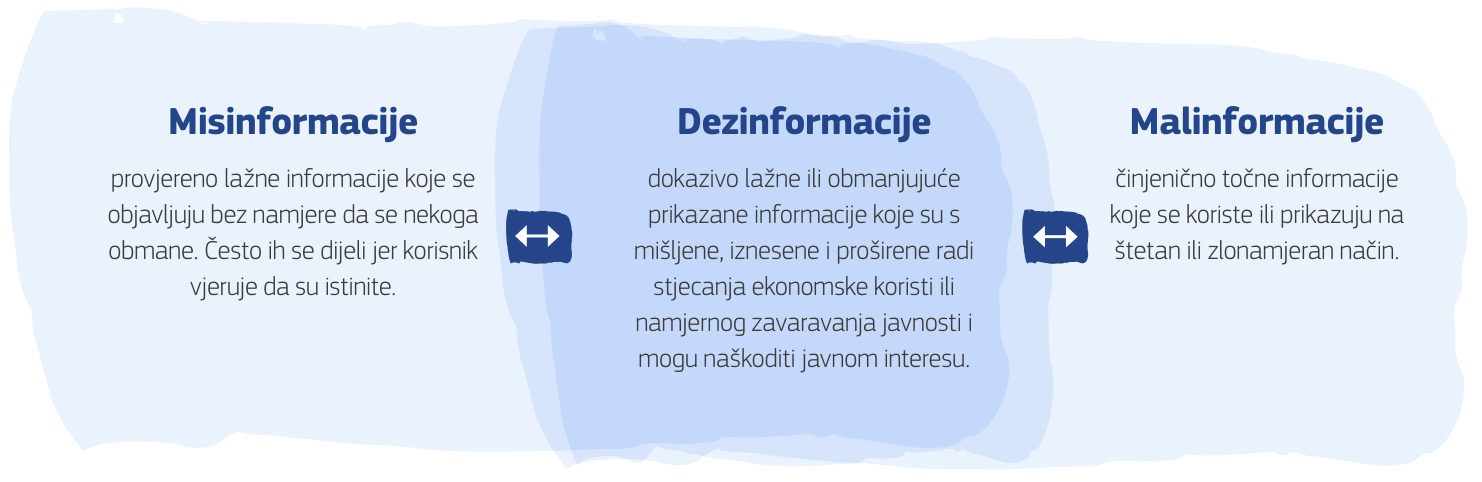 Misinformacije
provjereno lažne informacije koje se
objavljuju bez namjere da se nekoga
obmane. Često ih se dijeli jer korisnik
vjeruje da su istinite.
Dezinformacije
dokazivo lažne ili obmanjujuće
prikazane informacije koje su s
mišljene, iznesene i proširene radi
stjecanja ekonomske koristi ili
namjernog zavaravanja javnosti i
mogu naškoditi javnom interesu.
Malinformacije
činjenično točne informacije
koje se koriste ili prikazuju na
štetan ili zlonamjeran način.